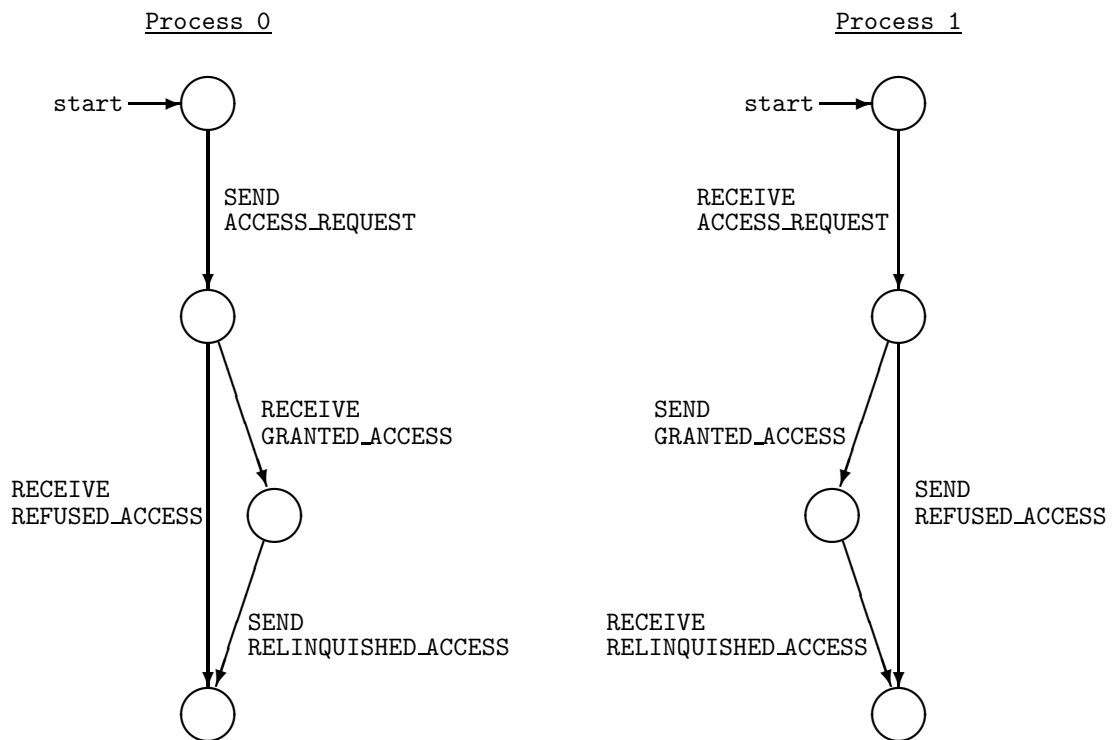 Process 0
start
SEND
ACCESS_REQUEST
RECEIVE
GRANTED_ACCESS
RECEIVE
REFUSED_ACCESS
SEND
RELINQUISHED_ACCESS
Process 1
start
RECEIVE
ACCESS_REQUEST
SEND
GRANTED_ACCESS
SEND
REFUSED_ACCESS
RECEIVE
RELINQUISHED_ACCESS